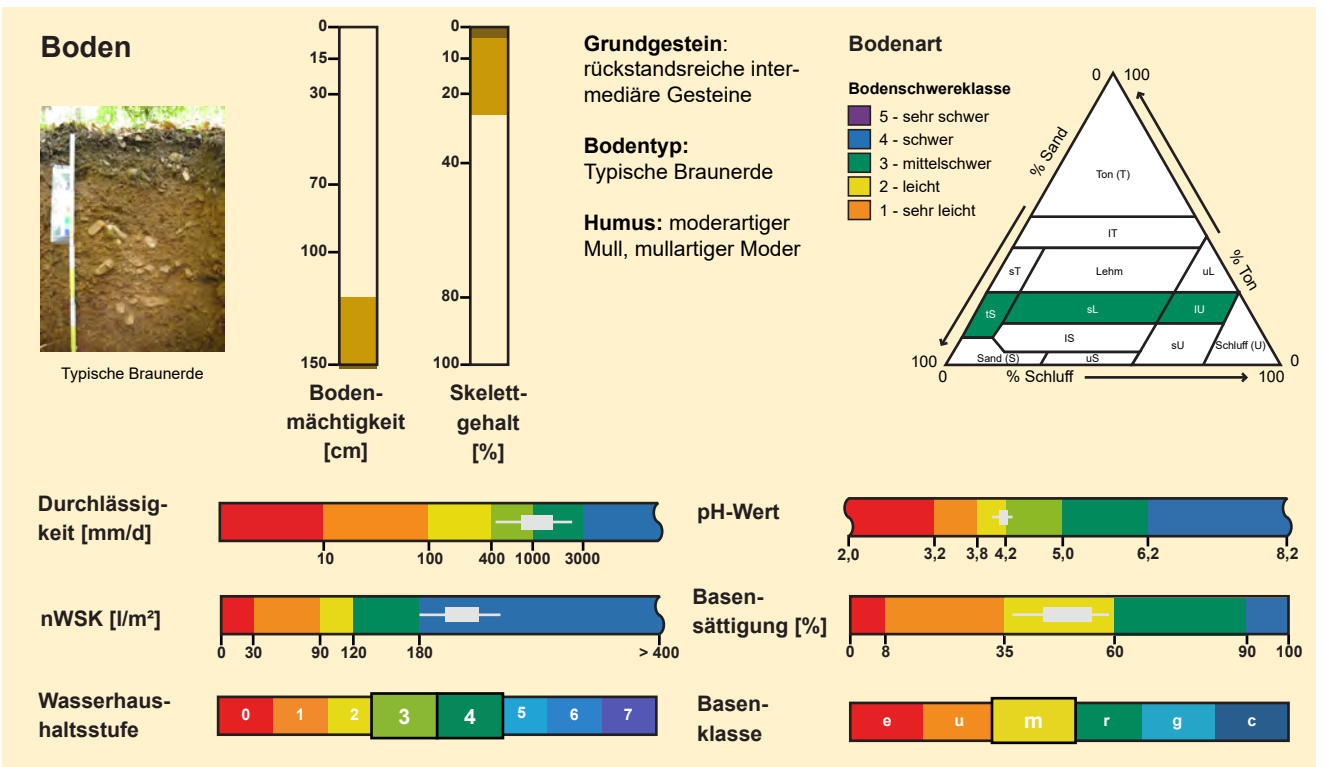 Boden
Typische Braunerde
0
15
30
70
100
150
Boden-
mächtigkeit
[cm]
0
10
20
40
80
100
Skelett-
gehalt
[%]
Grundgestein:
rückstandsreiche inter-
mediäre Gesteine
Bodentyp:
Typische Braunerde
Humus: moderartiger
Mull, mullartiger Moder
Bodenart
Bodenschwereklasse
5 - sehr schwer
4 - schwer
3 - mittelschwer
2 - leicht
1 - sehr leicht
0 100
% Sand
Ton (T)
lT
% Ton
sT Lehm uL
tS sL lU
lS
sU Schluff (U)
Sand (S) uS
100 0
0 % Schluff 100
Durchlässig-
keit [mm/d]
10 100 400 1000 3000
pH-Wert
2,0 3,2 3,8 4,2 5,0 6,2 8,2
nWSK [l/m²]
0 30 90 120 180 > 400
Basen-
sättigung [%]
0 8 35 60 90 100
Wasserhaus-
haltsstufe
0 1 2 3 4 5 6 7
Basen-
klasse
e u m r g c